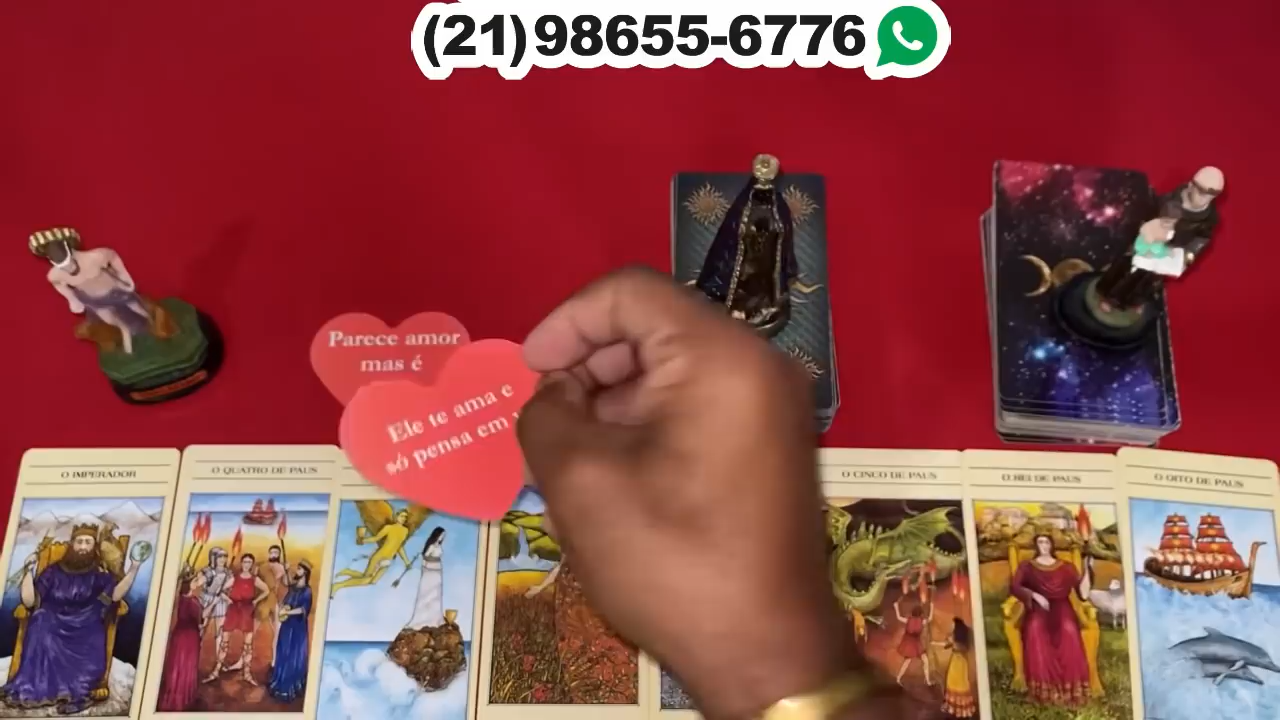 (21)98655-6776
Parece amor
mas é
Ele te ama e
só pensa em
O IMPERADOR
O QUATRO DE PAUS
O CINCO DE PAUS
O REI DE PAUS
O OITO DE PAUS